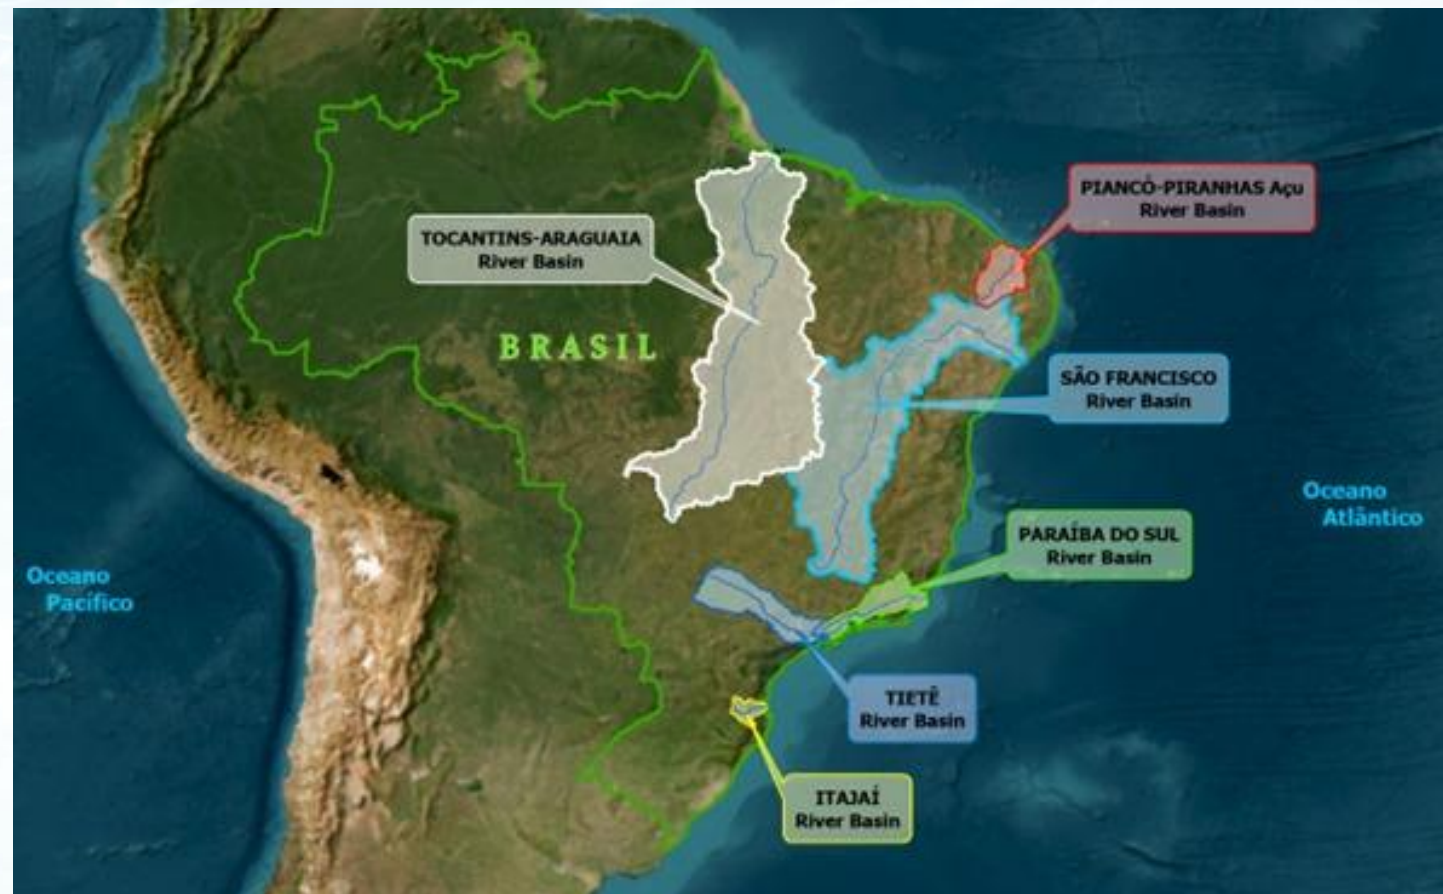 PIANCÓ-PIRANHAS Açu
River Basin
TOCANTINS-ARAGUAIA
River Basin
BRASIL
SÃO FRANCISCO
River Basin
Oceano
Atlântico
PARAÍBA DO SUL
River Basin
Oceano
Pacífico
TIETÊ
River Basin
ITAJAÍ
River Basin